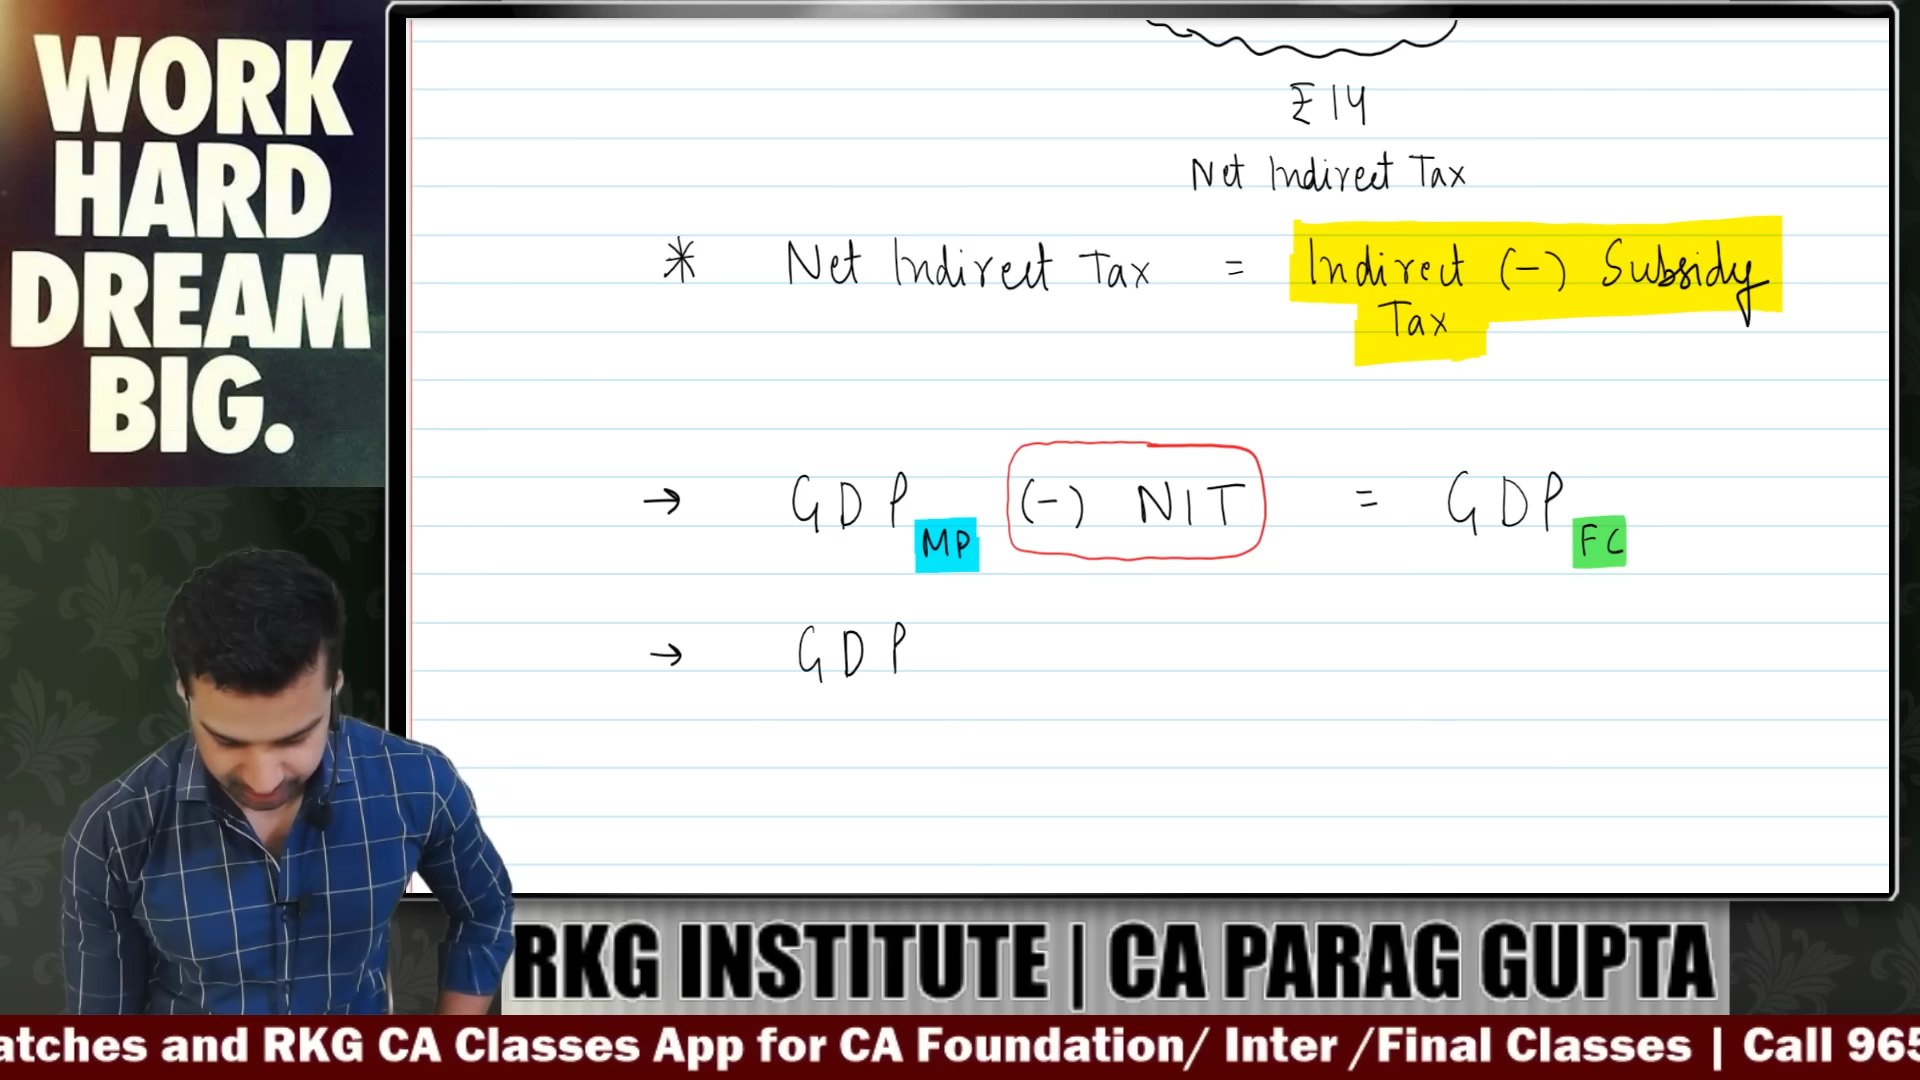 WORK
HARD
DREAM
BIG.
₹ 14
Net Indirect Tax
* Net Indirect Tax = Indirect (-) Subsidy
Tax
→ GDP MP (-) NIT = GDP FC
→ GDP
RKG INSTITUTE | CA PARAG GUPTA
atches and RKG CA Classes App for CA Foundation/ Inter /Final Classes | Call 965